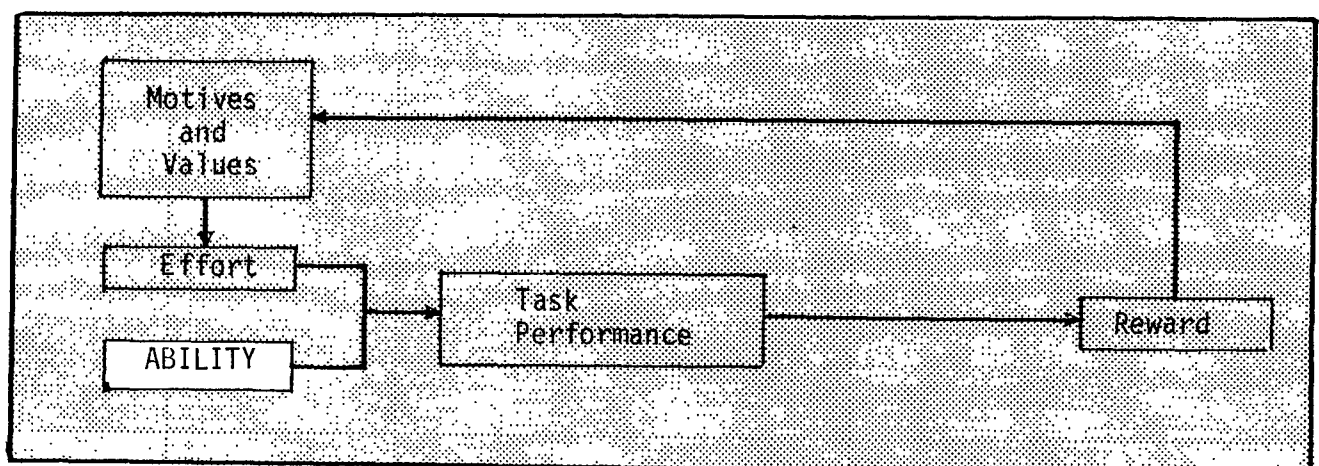 Motives
and
Values
Effort
ABILITY
Task
Performance
Reward